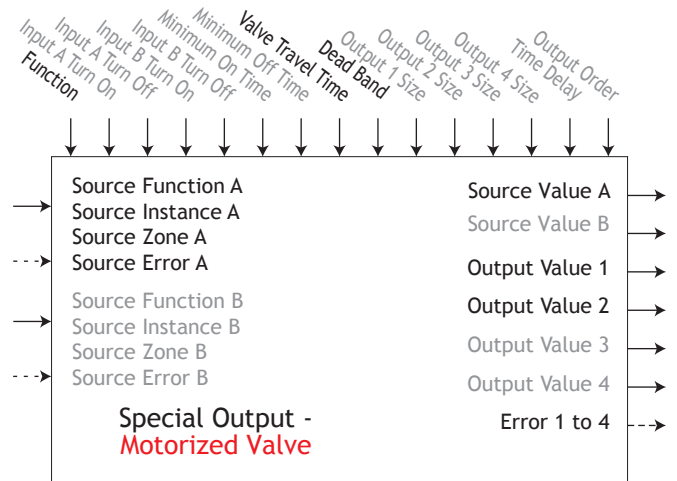 Function
Input A Turn On
Input A Turn Off
Input B Turn On
Input B Turn Off
Minimum On Time
Minimum Off Time
Valve Travel Time
Dead Band
Output 1 Size
Output 2 Size
Output 3 Size
Output 4 Size
Time Delay
Output Order
Source Function A
Source Instance A
Source Zone A
Source Error A
Source Function B
Source Instance B
Source Zone B
Source Error B
Special Output -
Motorized Valve
Source Value A
Source Value B
Output Value 1
Output Value 2
Output Value 3
Output Value 4
Error 1 to 4